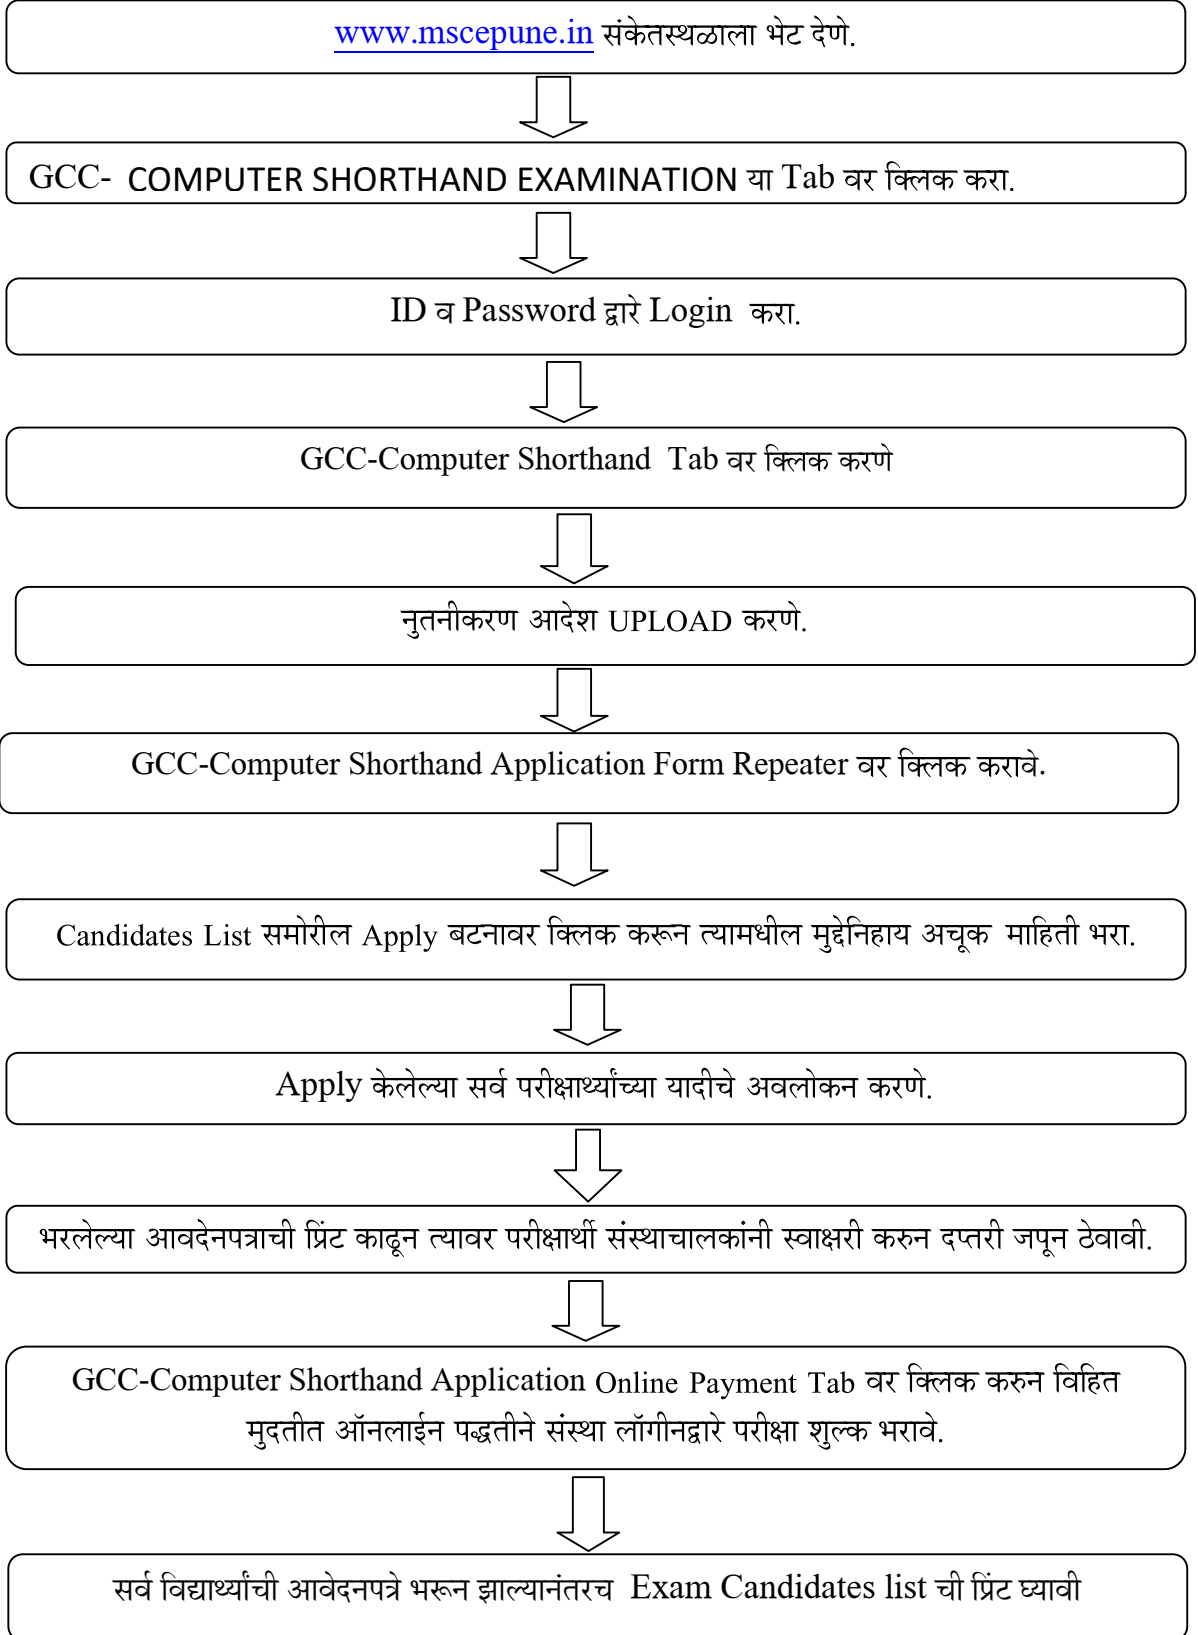 www.mscepune.in संकेतस्थळाला भेट देणे.
GCC- COMPUTER SHORTHAND EXAMINATION या Tab वर क्लिक करा.
ID व Password द्वारे Login करा.
GCC-Computer Shorthand Tab वर क्लिक करणे
नुतनीकरण आदेश UPLOAD करणे.
GCC-Computer Shorthand Application Form Repeater वर क्लिक करावे.
Candidates List समोरील Apply बटनावर क्लिक करून त्यामधील मुद्देनिहाय अचूक माहिती भरा.
Apply केलेल्या सर्व परीक्षार्थ्यांच्या यादीचे अवलोकन करणे.
भरलेल्या आवदेनपत्राची प्रिंट काढून त्यावर परीक्षार्थी संस्थाचालकांनी स्वाक्षरी करुन दप्तरी जपून ठेवावी.
GCC-Computer Shorthand Application Online Payment Tab वर क्लिक करुन विहित
मुदतीत ऑनलाईन पद्धतीने संस्था लॉगीनद्वारे परीक्षा शुल्क भरावे.
सर्व विद्यार्थ्यांची आवेदनपत्रे भरून झाल्यानंतरच Exam Candidates list ची प्रिंट घ्यावी